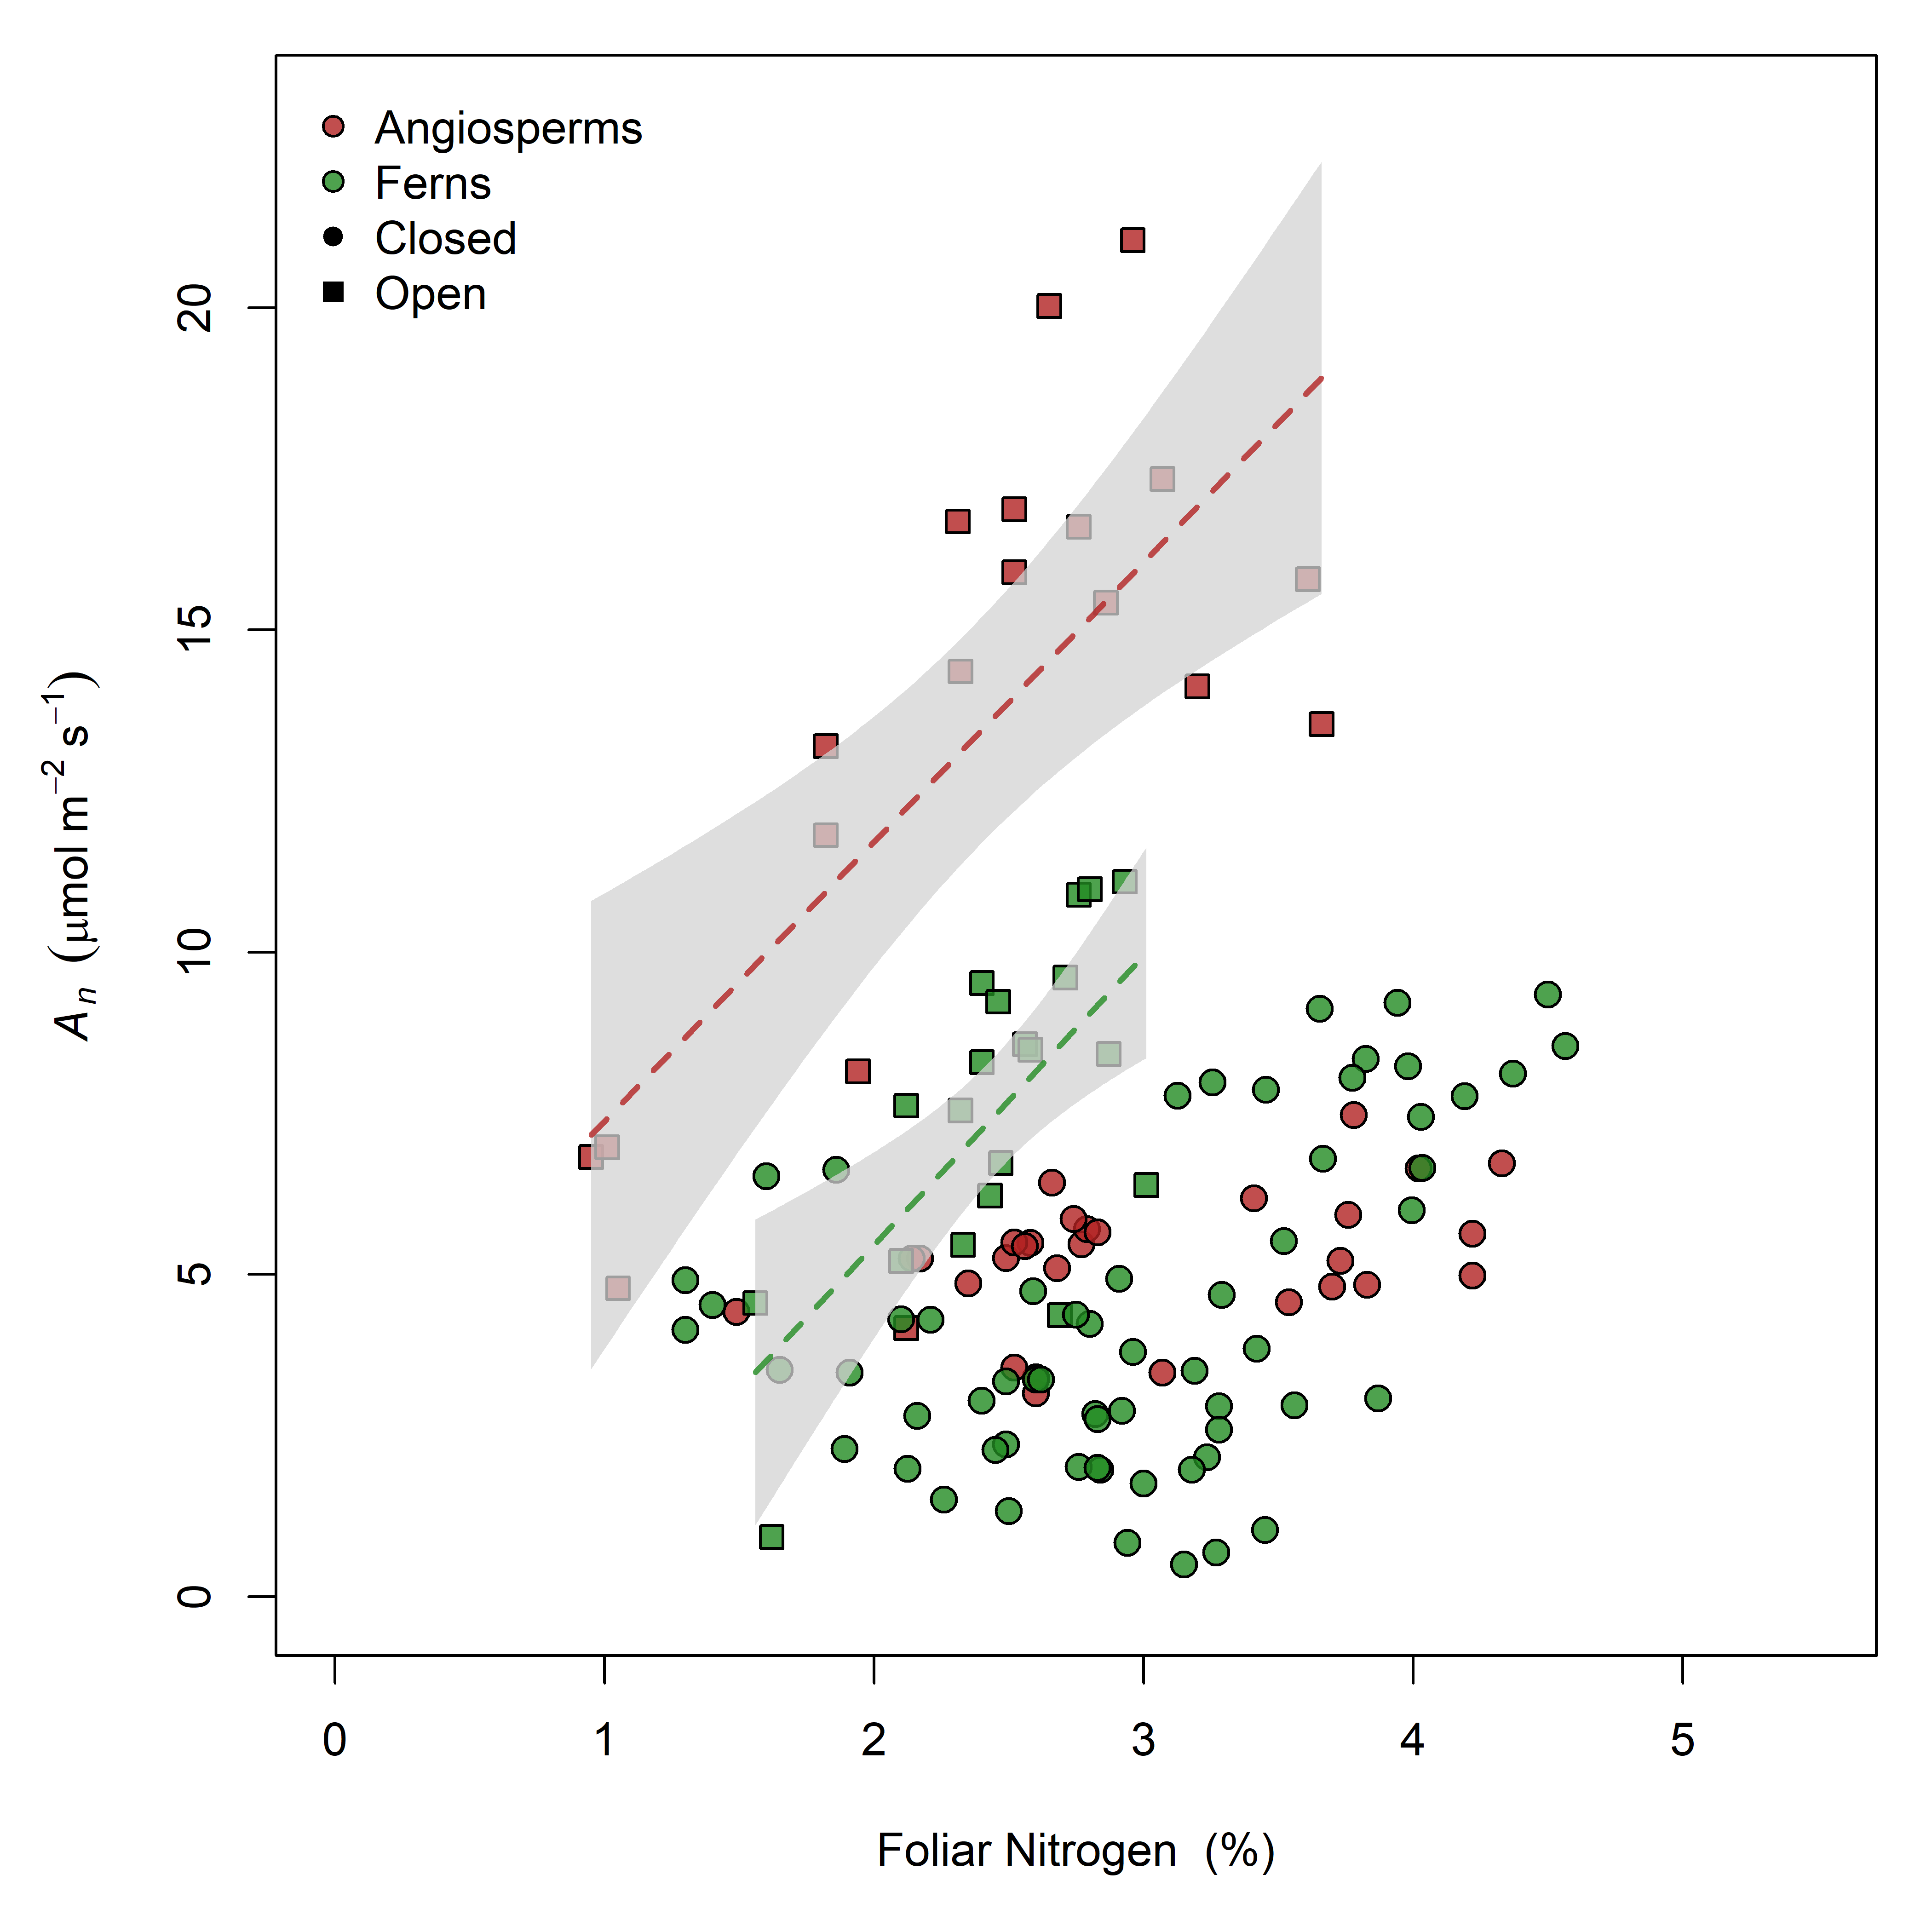 Angiosperms
Ferns
Closed
Open
20
15
10
5
0
A n (μmol m−2 s−1)
0 1 2 3 4 5
Foliar Nitrogen (%)